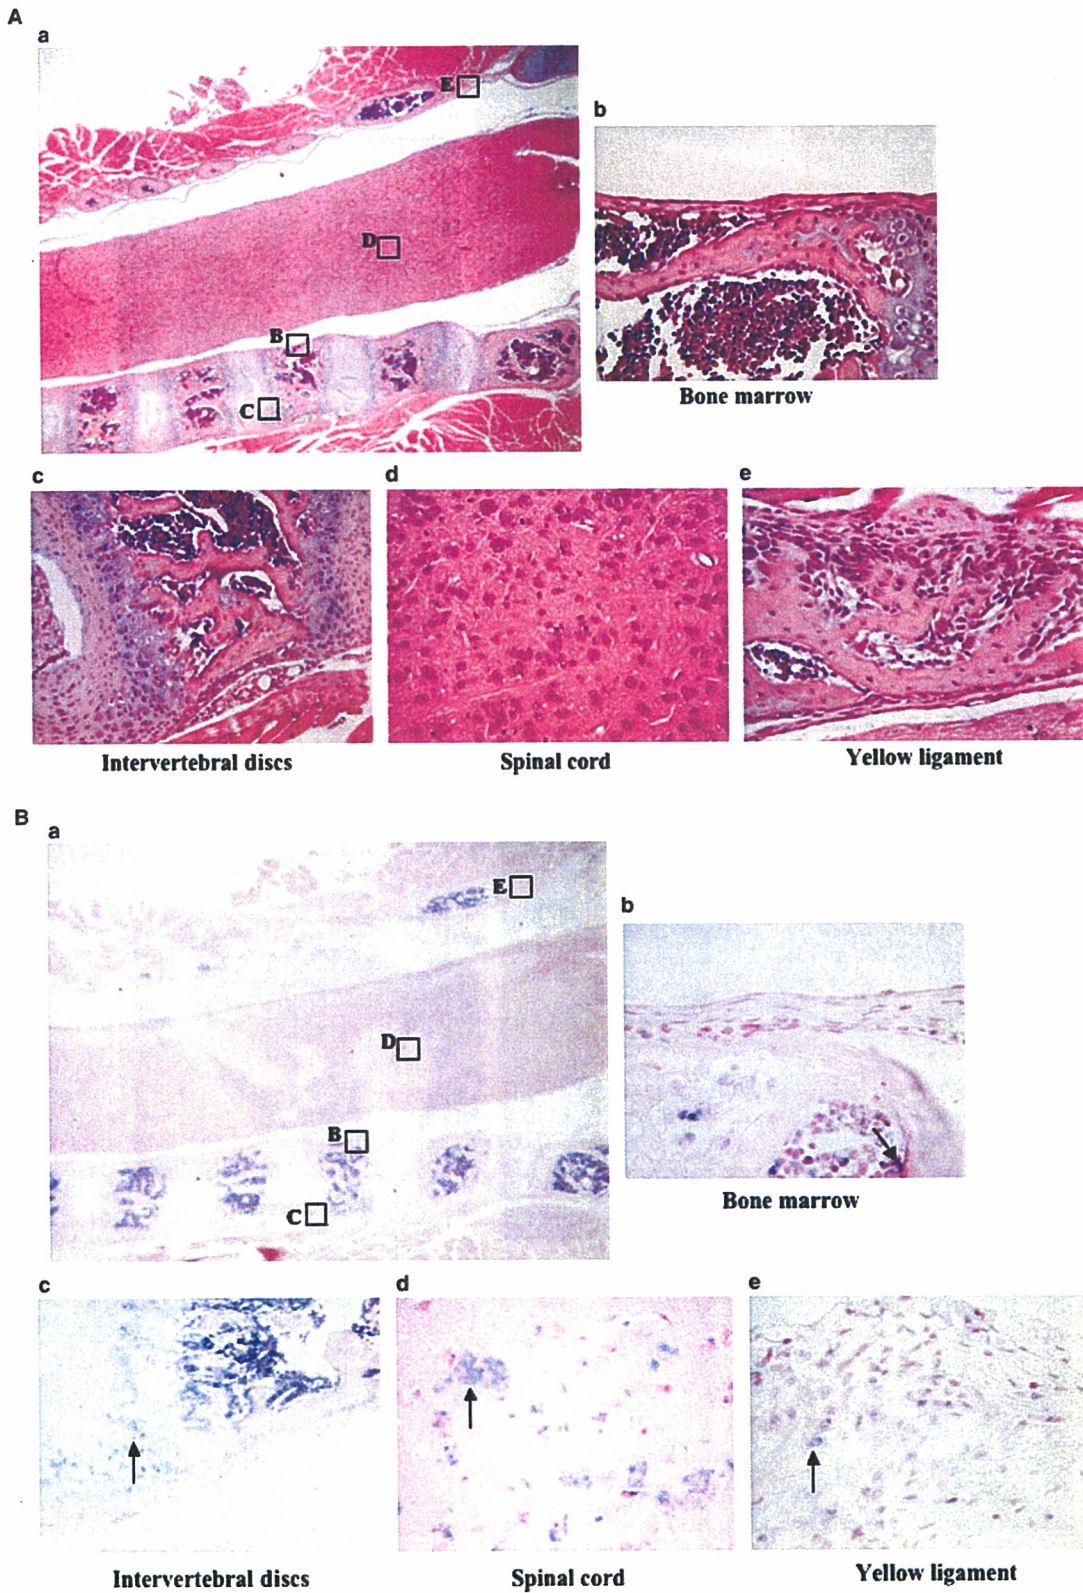 A
a
E
D
B
C
b
Bone marrow
c
d
e
Intervertebral discs
Spinal cord
Yellow ligament
B
a
E
D
B
C
b
Bone marrow
c
d
e
Intervertebral discs
Spinal cord
Yellow ligament